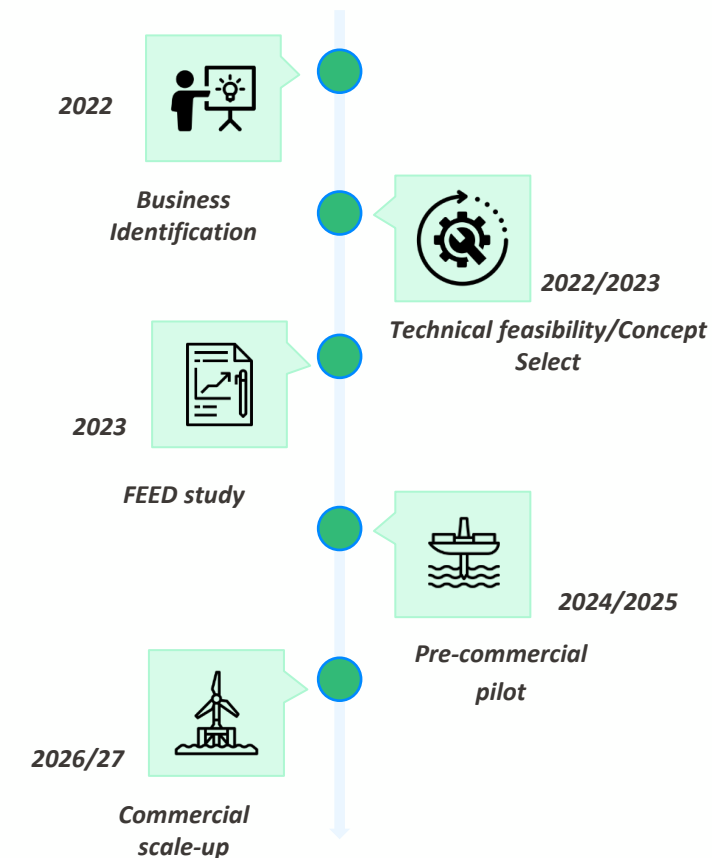 2022
Business
Identification
2022/2023
Technical feasibility/Concept
Select
2023
FEED study
2024/2025
Pre-commercial
pilot
2026/27
Commercial
scale-up